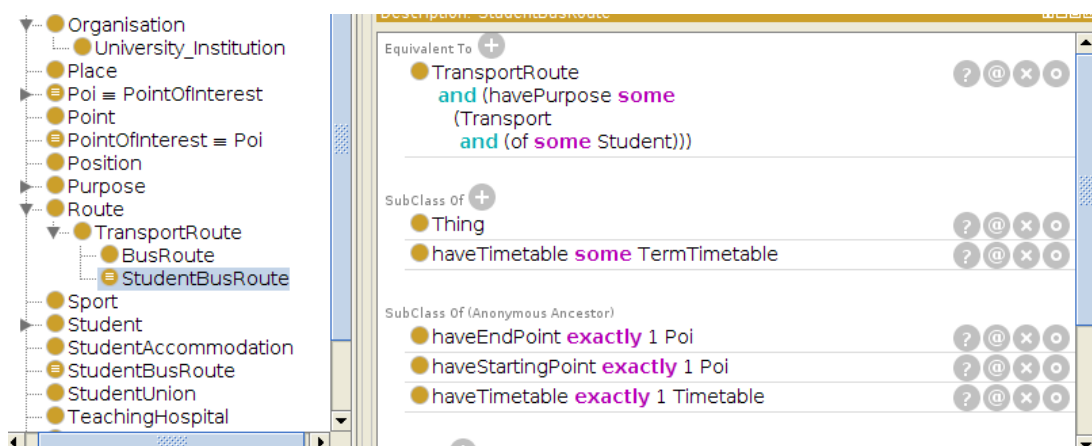 Organisation
University_Institution
Place
Poi ≡ PointOfInterest
Point
PointOfInterest ≡ Poi
Position
Purpose
Route
TransportRoute
BusRoute
StudentBusRoute
Sport
Student
StudentAccommodation
StudentBusRoute
StudentUnion
TeachingHospital
Description: StudentBusRoute
Equivalent To
TransportRoute
and (havePurpose some
(Transport
and (of some Student)))
SubClass Of
Thing
haveTimetable some TermTimetable
SubClass Of (Anonymous Ancestor)
haveEndPoint exactly 1 Poi
haveStartingPoint exactly 1 Poi
haveTimetable exactly 1 Timetable